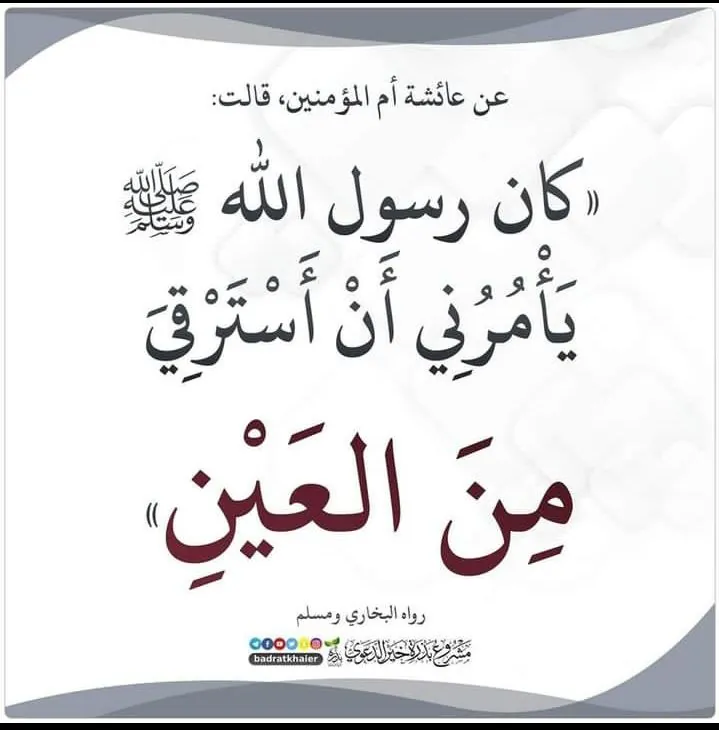 عن عائشة أم المؤمنين، قالت:
«كان رسول الله ﷺ
يَأْمُرُنِي أَنْ أَسْتَرْقِيَ
مِنَ العَيْنِ»
رواه البخاري ومسلم
مشروع بذرة خير الدعوي بذرة
badratkhaier